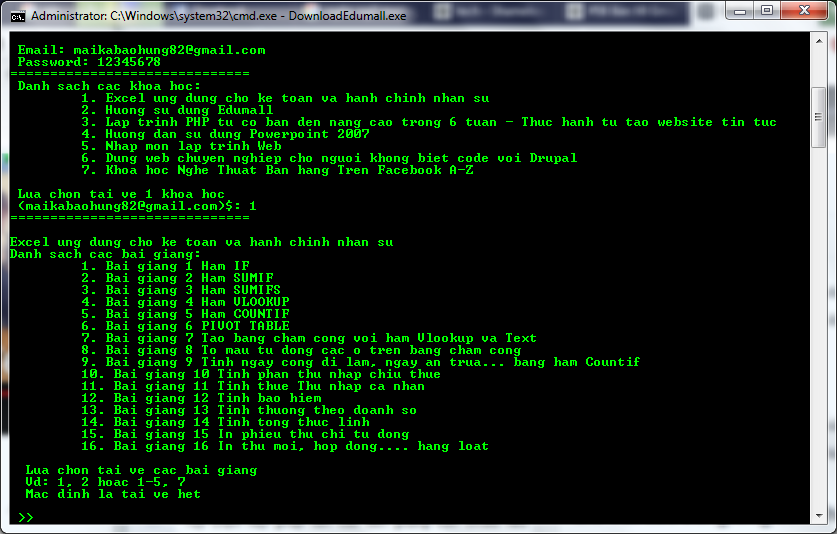 Administrator: C:\Windows\system32\cmd.exe - DownloadEdumall.exe
Email: maikabaohung82@gmail.com
Password: 12345678
==============================
Danh sach cac khoa hoc:
1. Excel ung dung cho ke toan va hanh chinh nhan su
2. Huong su dung Edumall
3. Lap trinh PHP tu co ban den nang cao trong 6 tuan - Thuc hanh tu tao website tin tuc
4. Huong dan su dung Powerpoint 2007
5. Nhap mon lap trinh Web
6. Dung web chuyen nghiep cho nguoi khong biet code voi Drupal
7. Khoa hoc Nghe Thuat Ban hang Tren Facebook A-Z
Lua chon tai ve 1 khoa hoc
(maikabaohung82@gmail.com)$: 1
==============================
Excel ung dung cho ke toan va hanh chinh nhan su
Danh sach cac bai giang:
1. Bai giang 1 Ham IF
2. Bai giang 2 Ham SUMIF
3. Bai giang 3 Ham SUMIFS
4. Bai giang 4 Ham VLOOKUP
5. Bai giang 5 Ham COUNTIF
6. Bai giang 6 PIVOT TABLE
7. Bai giang 7 Tao bang cham cong voi ham Vlookup va Text
8. Bai giang 8 To mau tu dong cac o tren bang cham cong
9. Bai giang 9 Tinh ngay cong di lam, ngay an trua... bang ham Countif
10. Bai giang 10 Tinh phan thu nhap chiu thue
11. Bai giang 11 Tinh thue Thu nhap ca nhan
12. Bai giang 12 Tinh bao hiem
13. Bai giang 13 Tinh thuong theo doanh so
14. Bai giang 14 Tinh tong thuc linh
15. Bai giang 15 In phieu thu chi tu dong
16. Bai giang 16 In thu moi, hop dong.... hang loat
Lua chon tai ve cac bai giang
Vd: 1, 2 hoac 1-5, 7
Mac dinh la tai ve het
>>